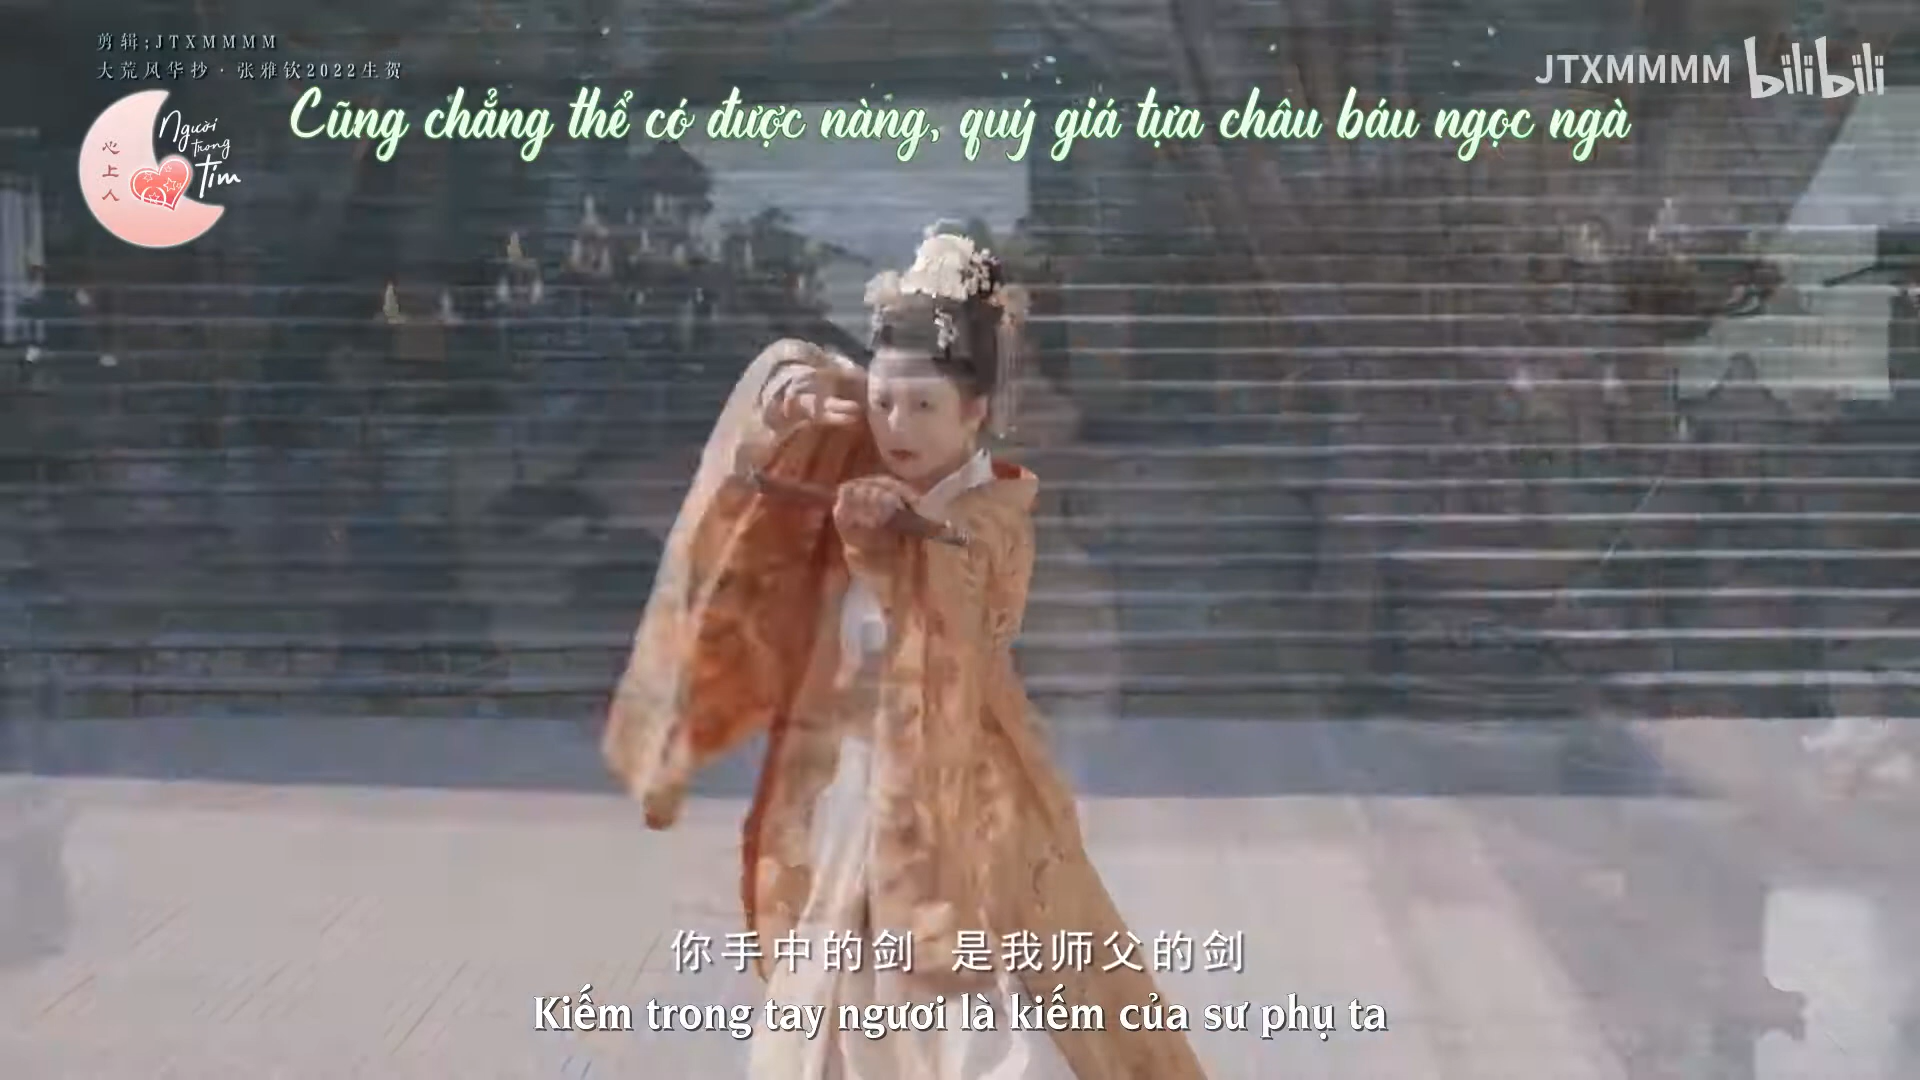 剪辑;JTXMMMM
大荒风华抄·张雅钦2022生贺
JTXMMMM bilibili
Cũng chẳng thể có được nàng, quý giá tựa châu báu ngọc ngà
心上人
Người
trong
Tim
你手中的剑 是我师父的剑
Kiếm trong tay ngươi là kiếm của sư phụ ta